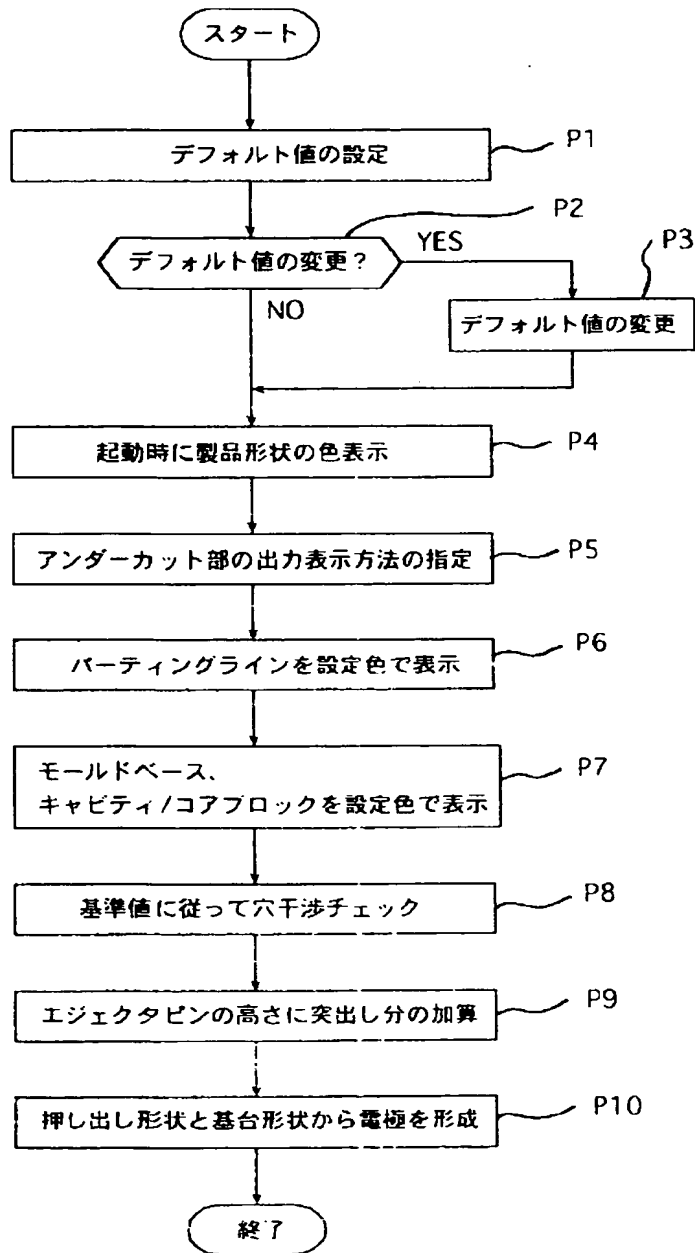 スタート
デフォルト値の設定
P1
デフォルト値の変更?
P2
YES
NO
デフォルト値の変更
P3
起動時に製品形状の色表示
P4
アンダーカット部の出力表示方法の指定
P5
パーティングラインを設定色で表示
P6
モールドベース、
キャビティ/コアブロックを設定色で表示
P7
基準値に従って穴干渉チェック
P8
エジェクタピンの高さに突出し分の加算
P9
押し出し形状と基台形状から電極を形成
P10
終了